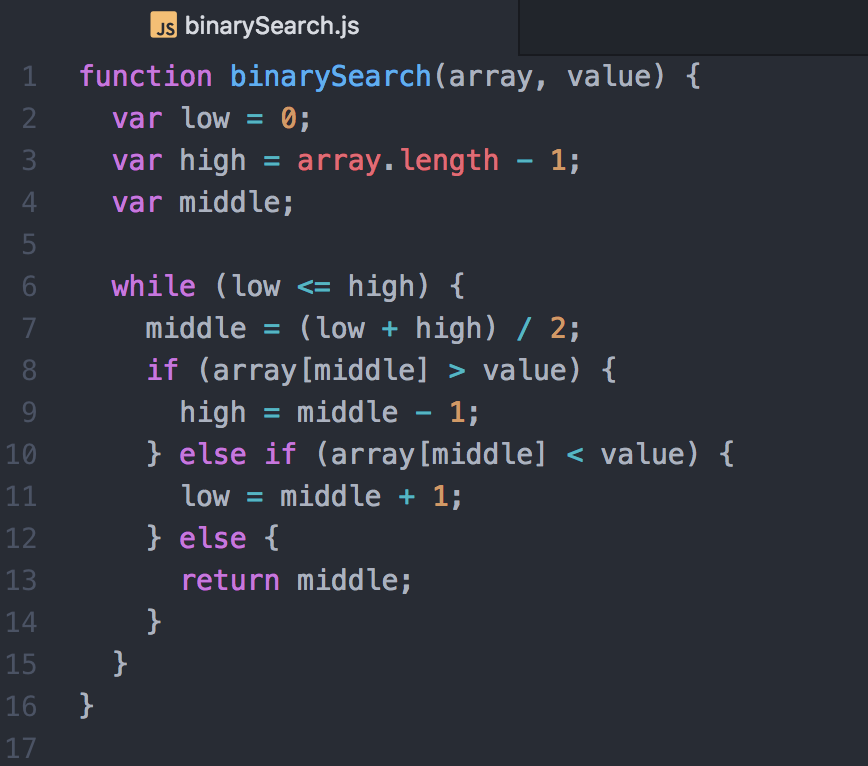 JS binarySearch.js
1 function binarySearch(array, value) {
2   var low = 0;
3   var high = array.length - 1;
4   var middle;
5
6   while (low <= high) {
7     middle = (low + high) / 2;
8     if (array[middle] > value) {
9       high = middle - 1;
10     } else if (array[middle] < value) {
11       low = middle + 1;
12     } else {
13       return middle;
14     }
15   }
16 }
17